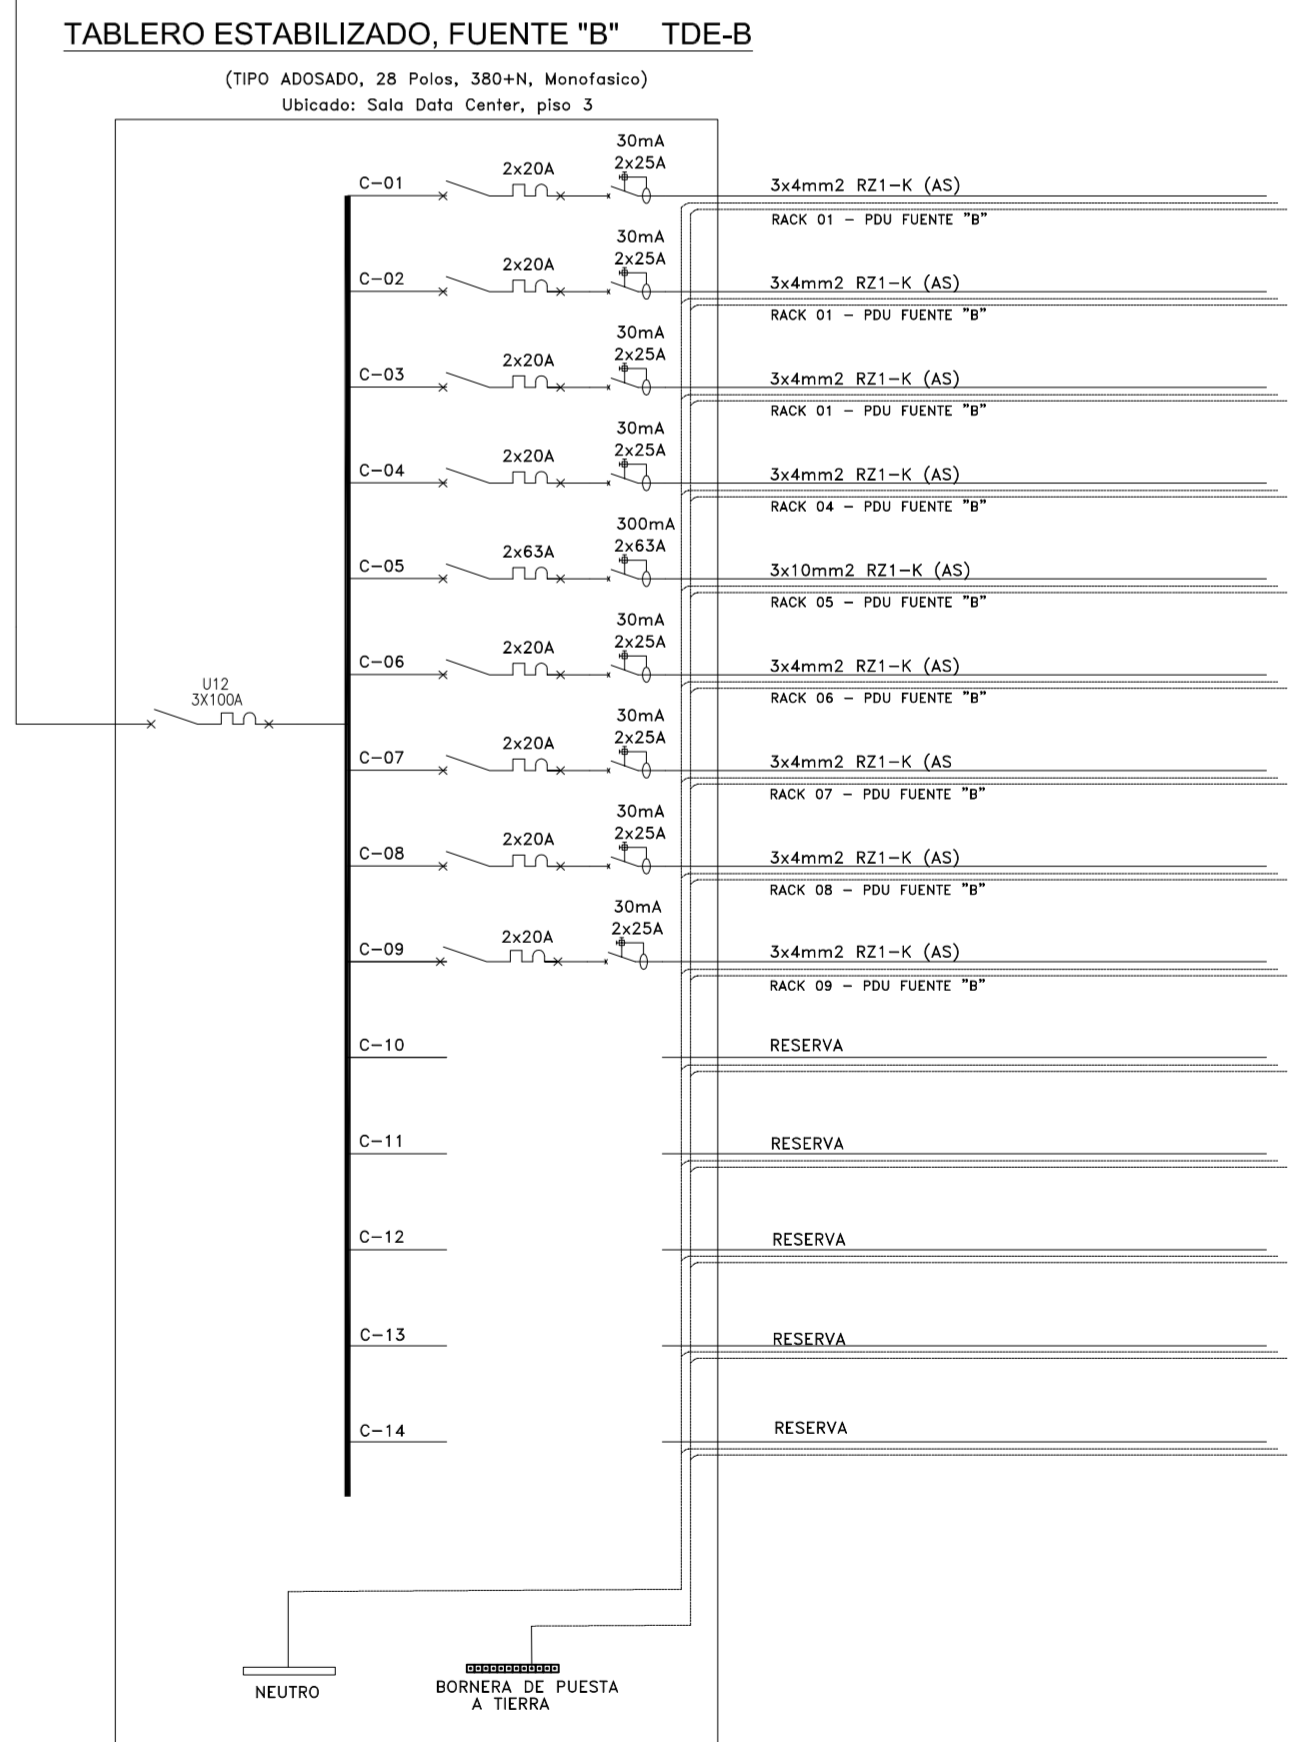 TABLERO ESTABILIZADO, FUENTE "B" TDE-B
(TIPO ADOSADO, 28 Polos, 380+N, Monofasico)
Ubicado: Sala Data Center, piso 3
30mA
C-01 2x20A 2x25A 3x4mm2 RZ1-K (AS)
RACK 01 - PDU FUENTE "B"
30mA
C-02 2x20A 2x25A 3x4mm2 RZ1-K (AS)
RACK 01 - PDU FUENTE "B"
30mA
C-03 2x20A 2x25A 3x4mm2 RZ1-K (AS)
RACK 01 - PDU FUENTE "B"
30mA
C-04 2x20A 2x25A 3x4mm2 RZ1-K (AS)
RACK 04 - PDU FUENTE "B"
300mA
C-05 2x63A 2x63A 3x10mm2 RZ1-K (AS)
RACK 05 - PDU FUENTE "B"
30mA
C-06 2x20A 2x25A 3x4mm2 RZ1-K (AS)
RACK 06 - PDU FUENTE "B"
U12
3X100A
30mA
C-07 2x20A 2x25A 3x4mm2 RZ1-K (AS
RACK 07 - PDU FUENTE "B"
30mA
C-08 2x20A 2x25A 3x4mm2 RZ1-K (AS)
RACK 08 - PDU FUENTE "B"
30mA
C-09 2x20A 2x25A 3x4mm2 RZ1-K (AS)
RACK 09 - PDU FUENTE "B"
C-10 RESERVA
C-11 RESERVA
C-12 RESERVA
C-13 RESERVA
C-14 RESERVA
NEUTRO
BORNERA DE PUESTA
A TIERRA